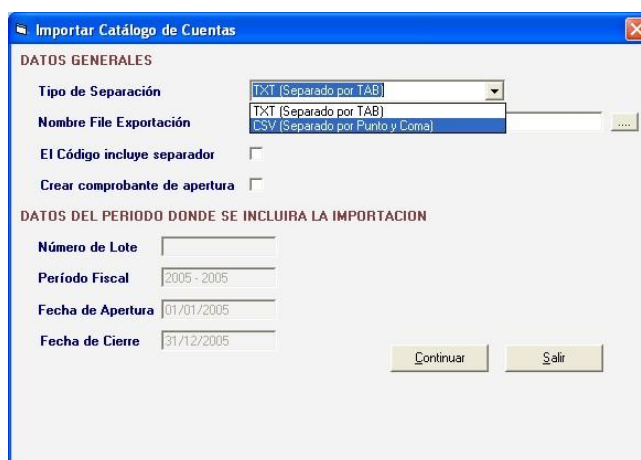 Importar Catálogo de Cuentas
DATOS GENERALES
Tipo de Separación TXT (Separado por TAB)
TXT (Separado por TAB)
Nombre File Exportación CSV (Separado por Punto y Coma) ....
El Código incluye separador
Crear comprobante de apertura
DATOS DEL PERIODO DONDE SE INCLUIRA LA IMPORTACION
Número de Lote
Período Fiscal 2005 - 2005
Fecha de Apertura 01/01/2005
Fecha de Cierre 31/12/2005
Continuar Salir